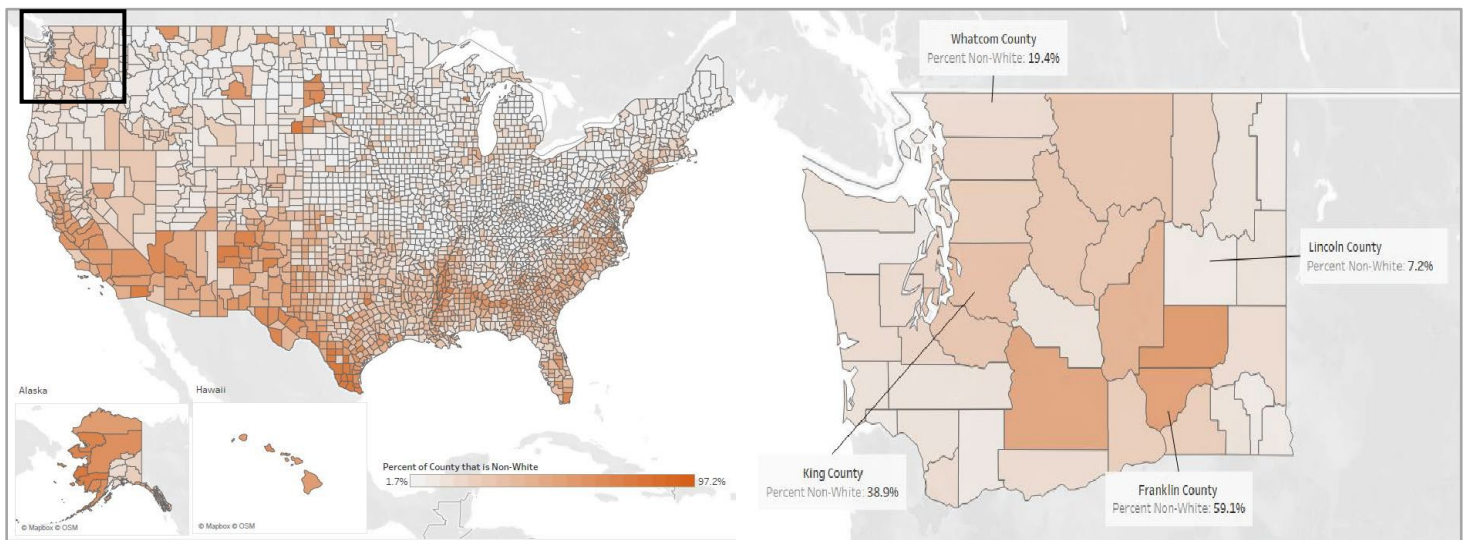 Alaska
© Mapbox © OSM
Hawaii
© Mapbox © OSM
Percent of County that is Non-White
1.7% 97.2%
Whatcom County
Percent Non-White: 19.4%
Lincoln County
Percent Non-White: 7.2%
King County
Percent Non-White: 38.9%
Franklin County
Percent Non-White: 59.1%